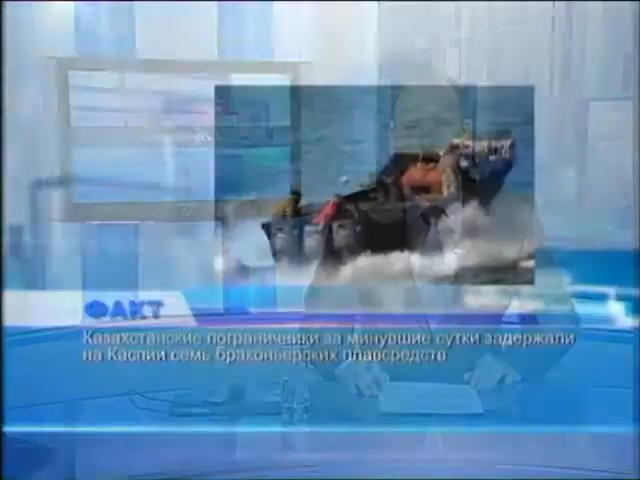 ФАКТ
Казахстанские пограничники за минувшие сутки задержали
на Каспии семь браконьерских плавсредств